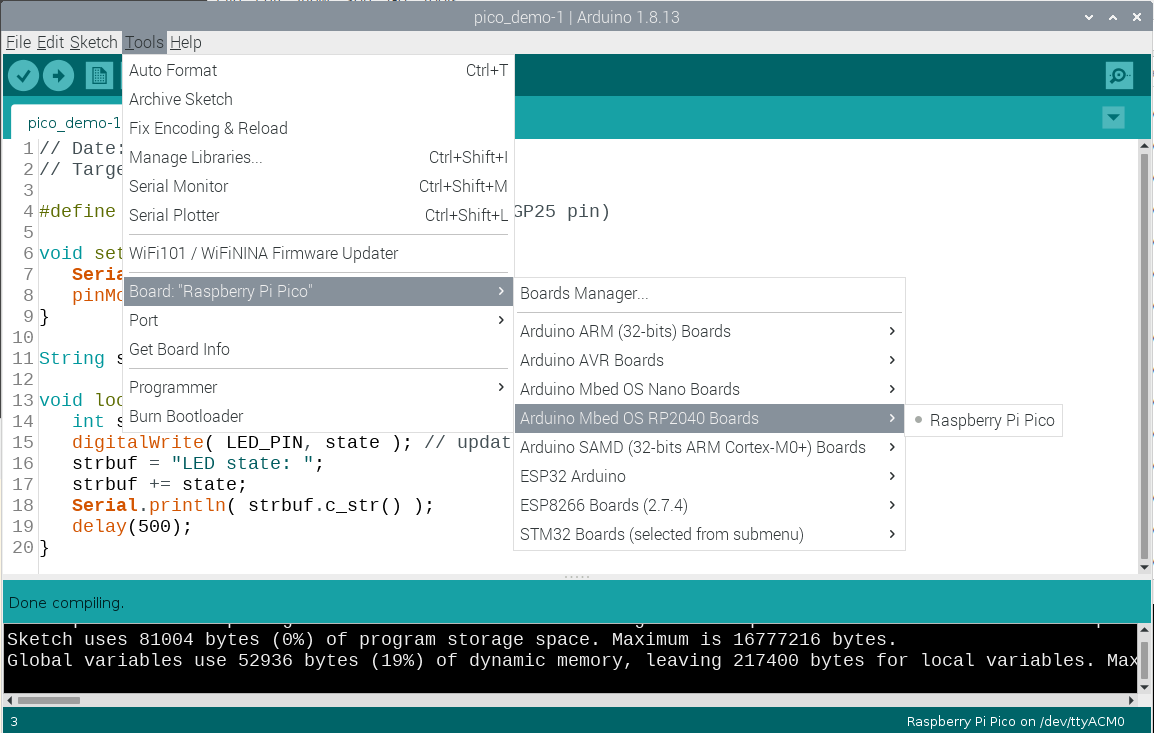 pico_demo-1 | Arduino 1.8.13
File Edit Sketch Tools Help
pico_demo-1
Auto Format Ctrl+T
Archive Sketch
Fix Encoding & Reload
Manage Libraries... Ctrl+Shift+I
Serial Monitor Ctrl+Shift+M
Serial Plotter Ctrl+Shift+L
WiFi101 / WiFiNINA Firmware Updater
Board: "Raspberry Pi Pico"
Port
Get Board Info
Programmer
Burn Bootloader
Boards Manager...
Arduino ARM (32-bits) Boards
Arduino AVR Boards
Arduino Mbed OS Nano Boards
Arduino Mbed OS RP2040 Boards
Arduino SAMD (32-bits ARM Cortex-M0+) Boards
ESP32 Arduino
ESP8266 Boards (2.7.4)
STM32 Boards (selected from submenu)
Raspberry Pi Pico
1 // Date:
2 // Targe
3
4 #define GP25 pin)
5
6 void set
7 Seria
8 pinMo
9 }
10
11 String s
12
13 void loo
14 int s
15 digitalWrite( LED_PIN, state ); // updat
16 strbuf = "LED state: ";
17 strbuf += state;
18 Serial.println( strbuf.c_str() );
19 delay(500);
20 }
Done compiling.
Sketch uses 81004 bytes (0%) of program storage space. Maximum is 16777216 bytes.
Global variables use 52936 bytes (19%) of dynamic memory, leaving 217400 bytes for local variables. Max
3 Raspberry Pi Pico on /dev/ttyACM0